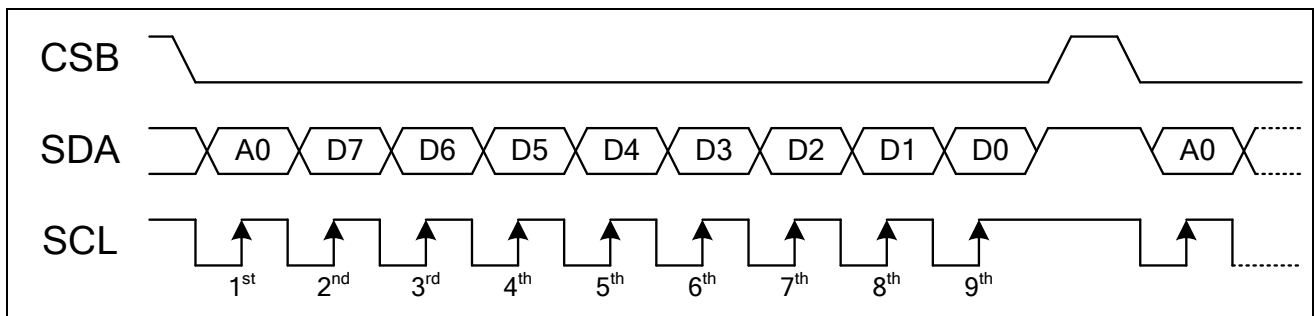 CSB
SDA A0 D7 D6 D5 D4 D3 D2 D1 D0 A0
SCL
1st 2nd 3rd 4th 5th 6th 7th 8th 9th